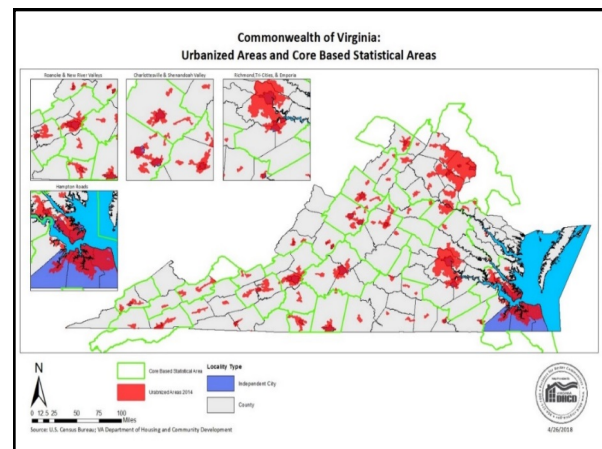 Commonwealth of Virginia:
Urbanized Areas and Core Based Statistical Areas
Roanoke & New River Valleys
Charlottesville & Shenandoah Valley
Richmond, Tri Cities, & Emporia
Hampton Roads
N
Core Based Statistical Area
Urbanized Areas 2014
Locality Type
Independent City
County
0 12.5 25 50 75 100
Miles
Source: U.S. Census Bureau; VA Department of Housing and Community Development
DHCD
4/26/2018